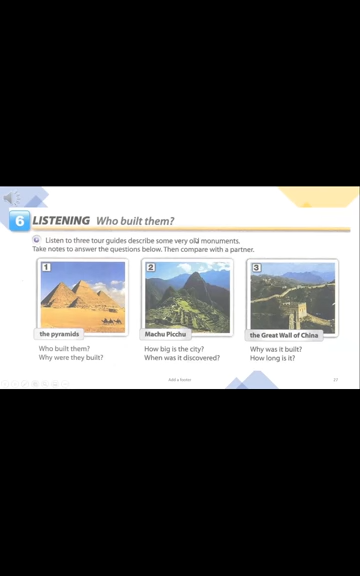 6 LISTENING Who built them?
Listen to three tour guides describe some very old monuments.
Take notes to answer the questions below. Then compare with a partner.
1
2
3
the pyramids
Machu Picchu
the Great Wall of China
Who built them?
Why were they built?
How big is the city?
When was it discovered?
Why was it built?
How long is it?
Add a footer